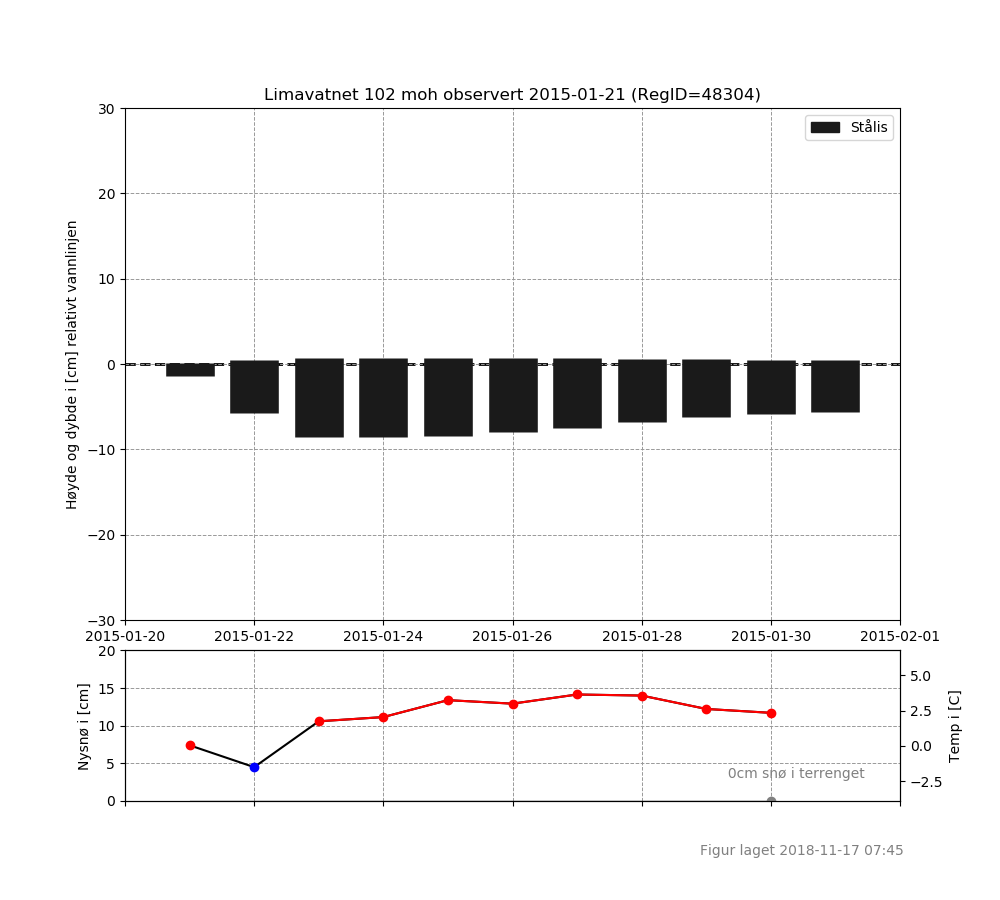 Limavatnet 102 moh observert 2015-01-21 (RegID=48304)
Stålis
Høyde og dybde i [cm] relativt vannlinjen
30
20
10
0
−10
−20
−30
2015-01-20 2015-01-22 2015-01-24 2015-01-26 2015-01-28 2015-01-30 2015-02-01
Nysnø i [cm]
20
15
10
5
0
5.0
2.5
0.0
−2.5
Temp i [C]
0cm snø i terrenget
Figur laget 2018-11-17 07:45